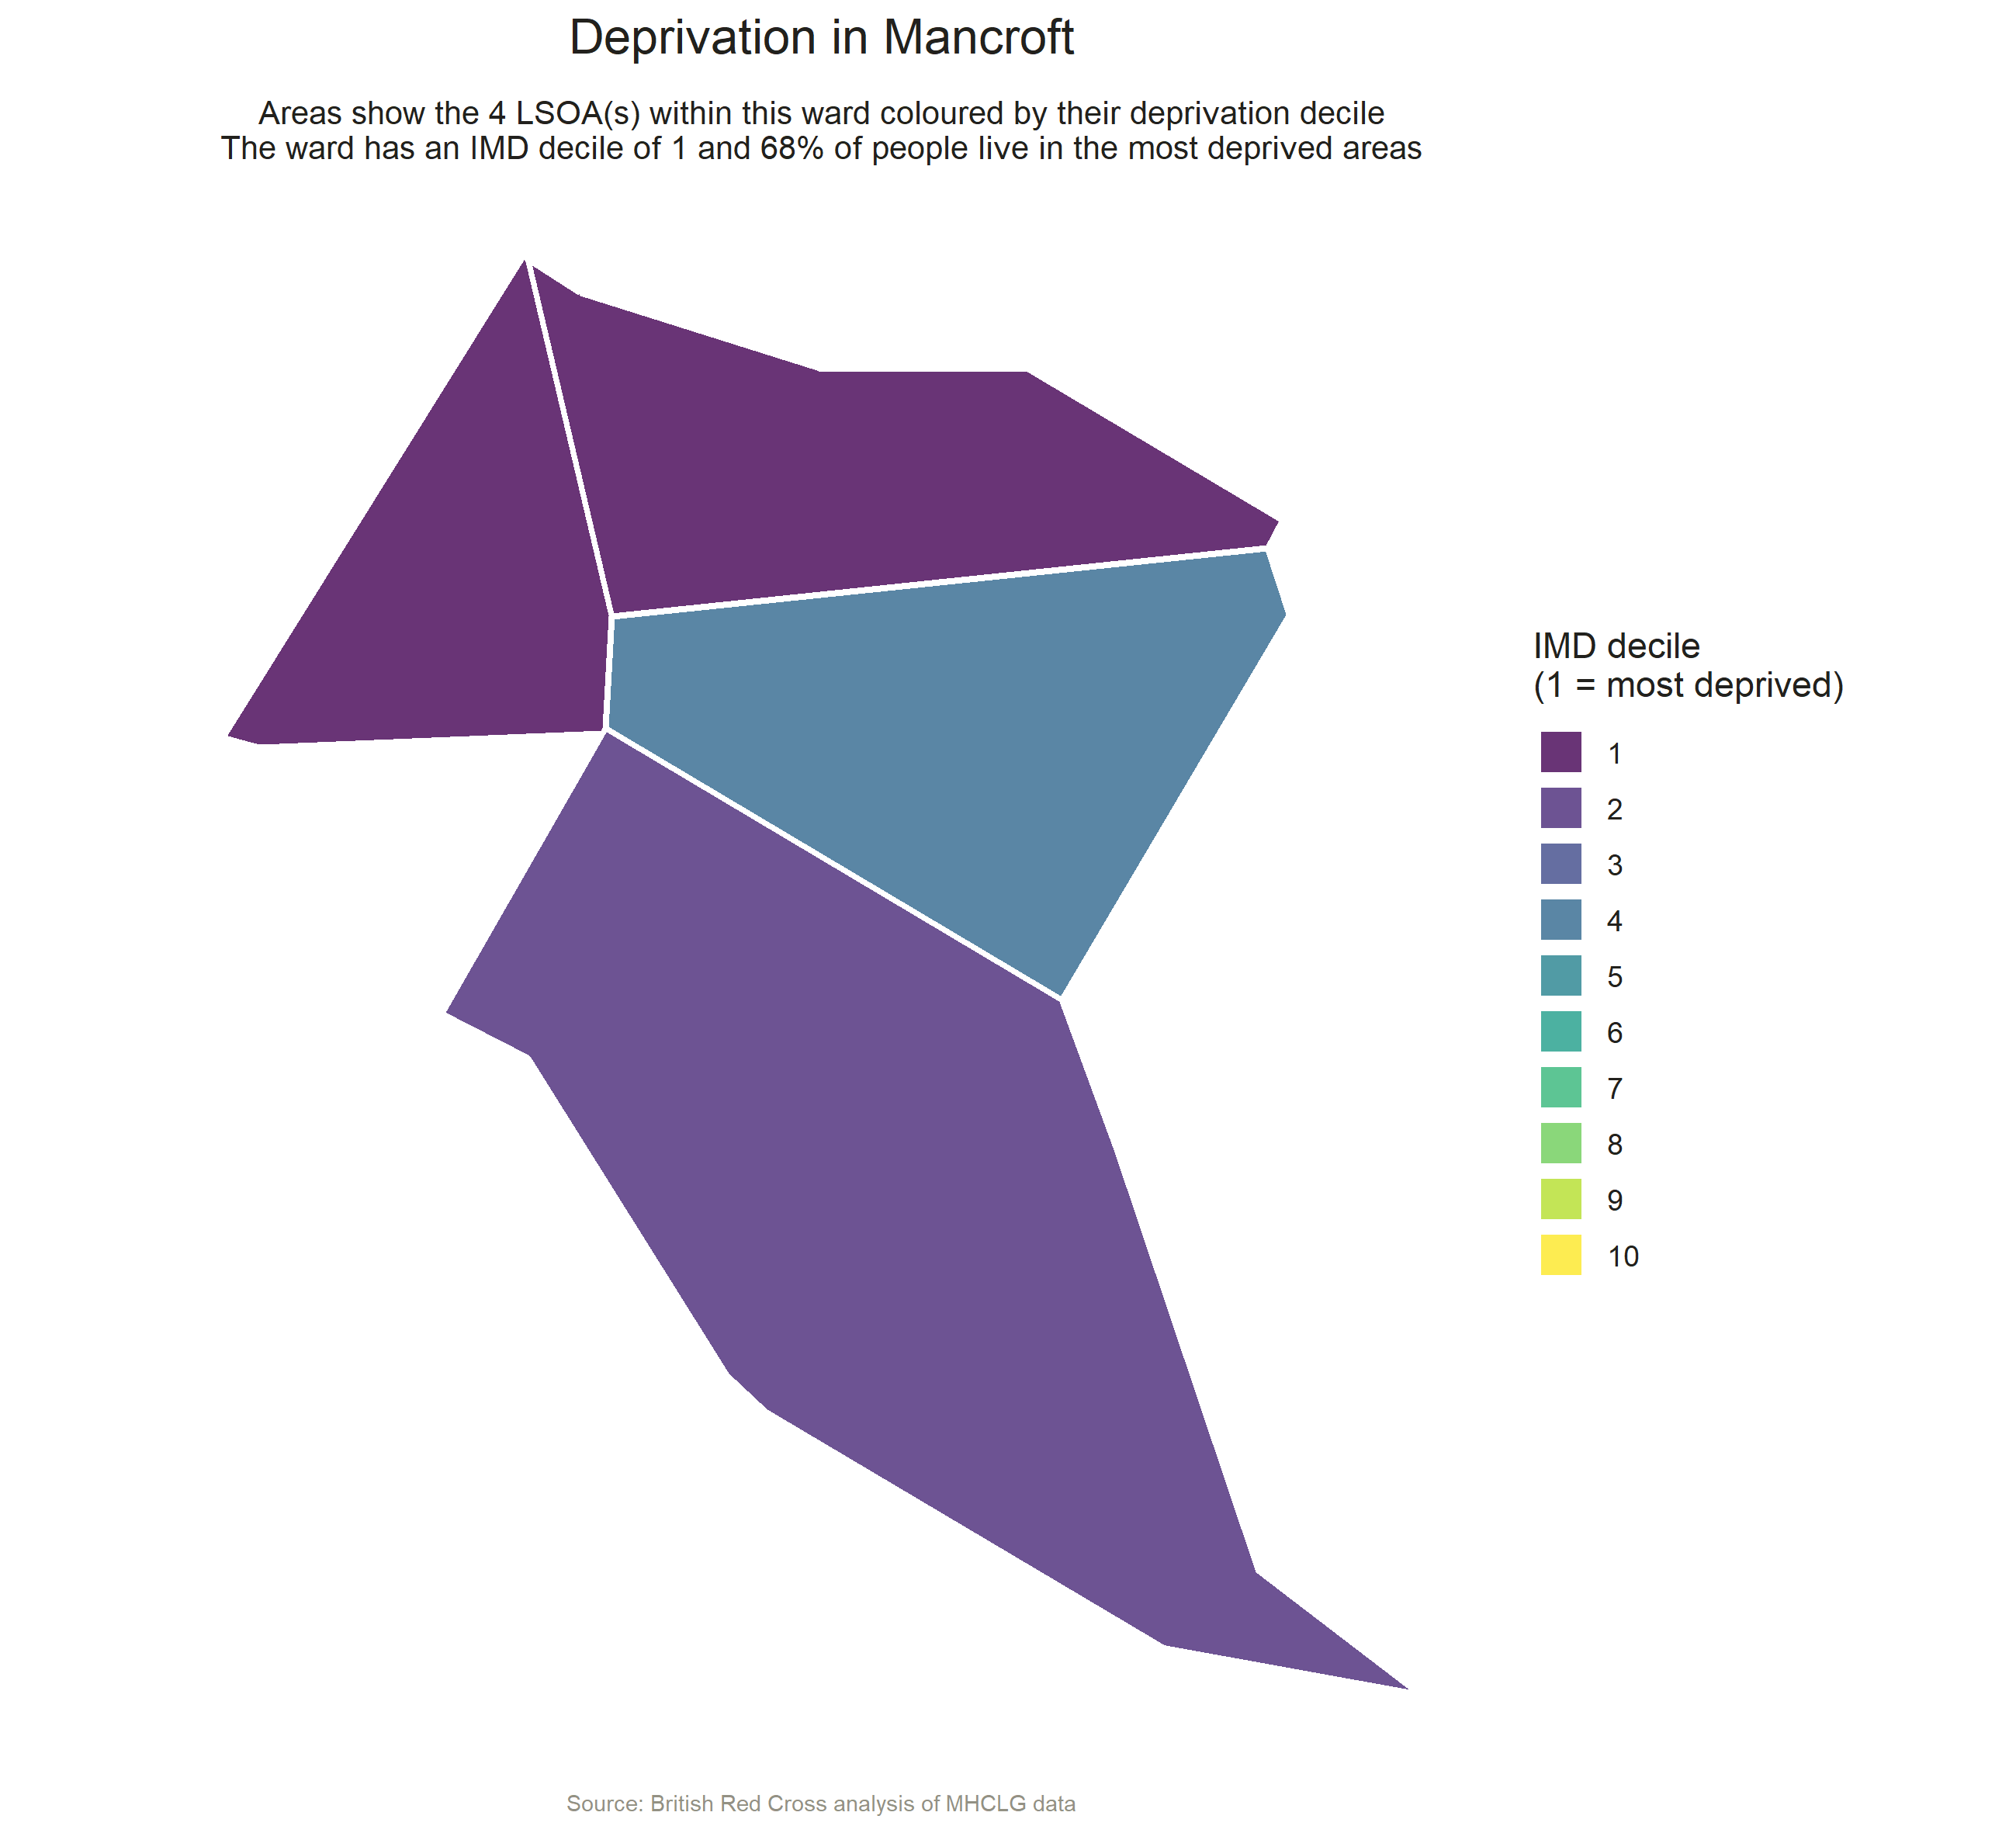 Deprivation in Mancroft
Areas show the 4 LSOA(s) within this ward coloured by their deprivation decile
The ward has an IMD decile of 1 and 68% of people live in the most deprived areas
IMD decile
(1 = most deprived)
1
2
3
4
5
6
7
8
9
10
Source: British Red Cross analysis of MHCLG data